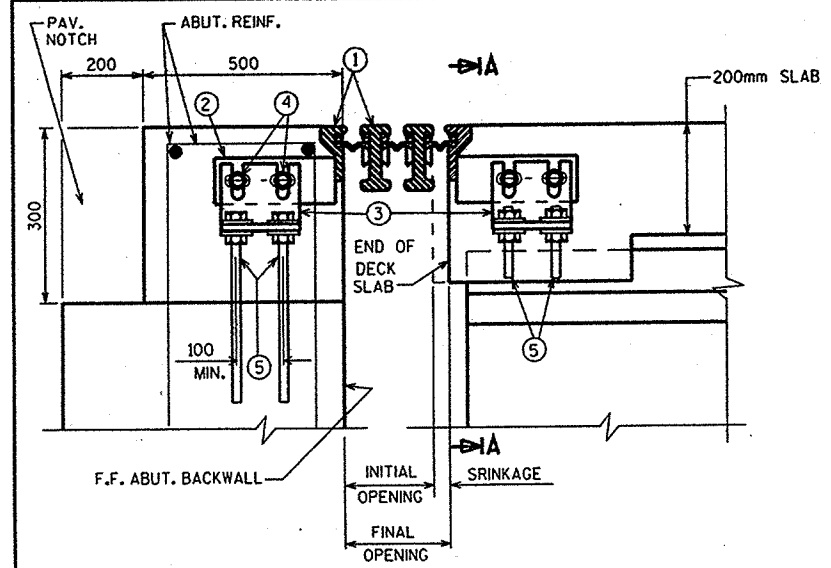 PAV.
NOTCH
ABUT. REINF.
200
500
1
A
200mm SLAB
2
4
300
3
END OF
DECK
SLAB
100
MIN.
5
5
A
F.F. ABUT. BACKWALL
INITIAL
OPENING
SRINKAGE
FINAL
OPENING